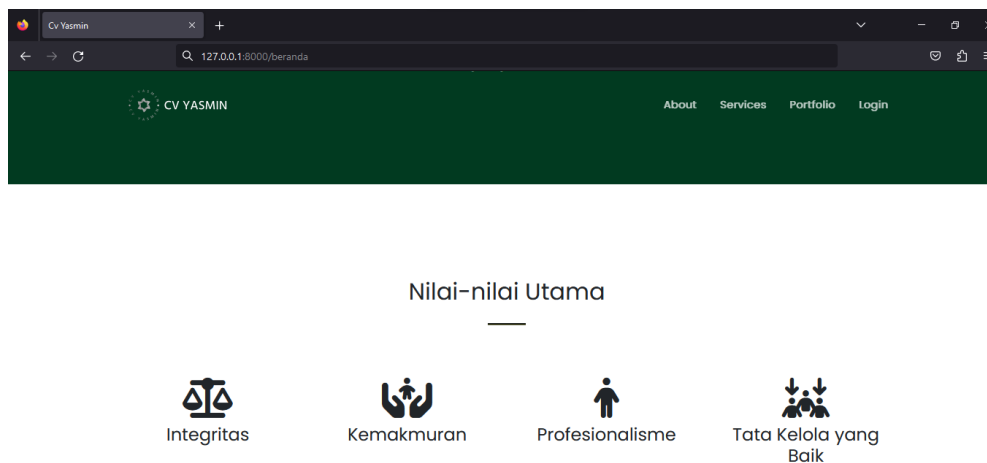 Cv Yasmin
127.0.0.1:8000/beranda
CV YASMIN
About Services Portfolio Login
Nilai-nilai Utama
Integritas Kemakmuran Profesionalisme Tata Kelola yang
Baik